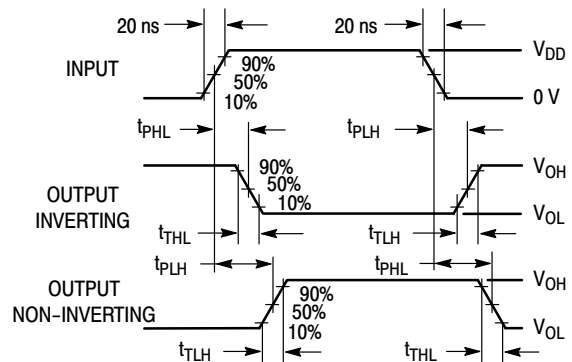 20 ns
20 ns
INPUT
90%
50%
10%
V_DD
0 V
t_PHL
t_PLH
OUTPUT
INVERTING
90%
50%
10%
V_OH
V_OL
t_THL
t_TLH
t_PLH
t_PHL
OUTPUT
NON-INVERTING
90%
50%
10%
V_OH
V_OL
t_TLH
t_THL